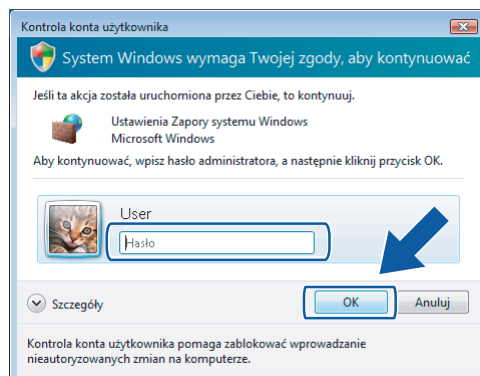 Kontrola konta użytkownika
System Windows wymaga Twojej zgody, aby kontynuować
Jeśli ta akcja została uruchomiona przez Ciebie, to kontynuuj.
Ustawienia Zapory systemu Windows
Microsoft Windows
Aby kontynuować, wpisz hasło administratora, a następnie kliknij przycisk OK.
User
Hasło
Szczegóły
OK
Anuluj
Kontrola konta użytkownika pomaga zablokować wprowadzanie
nieautoryzowanych zmian na komputerze.